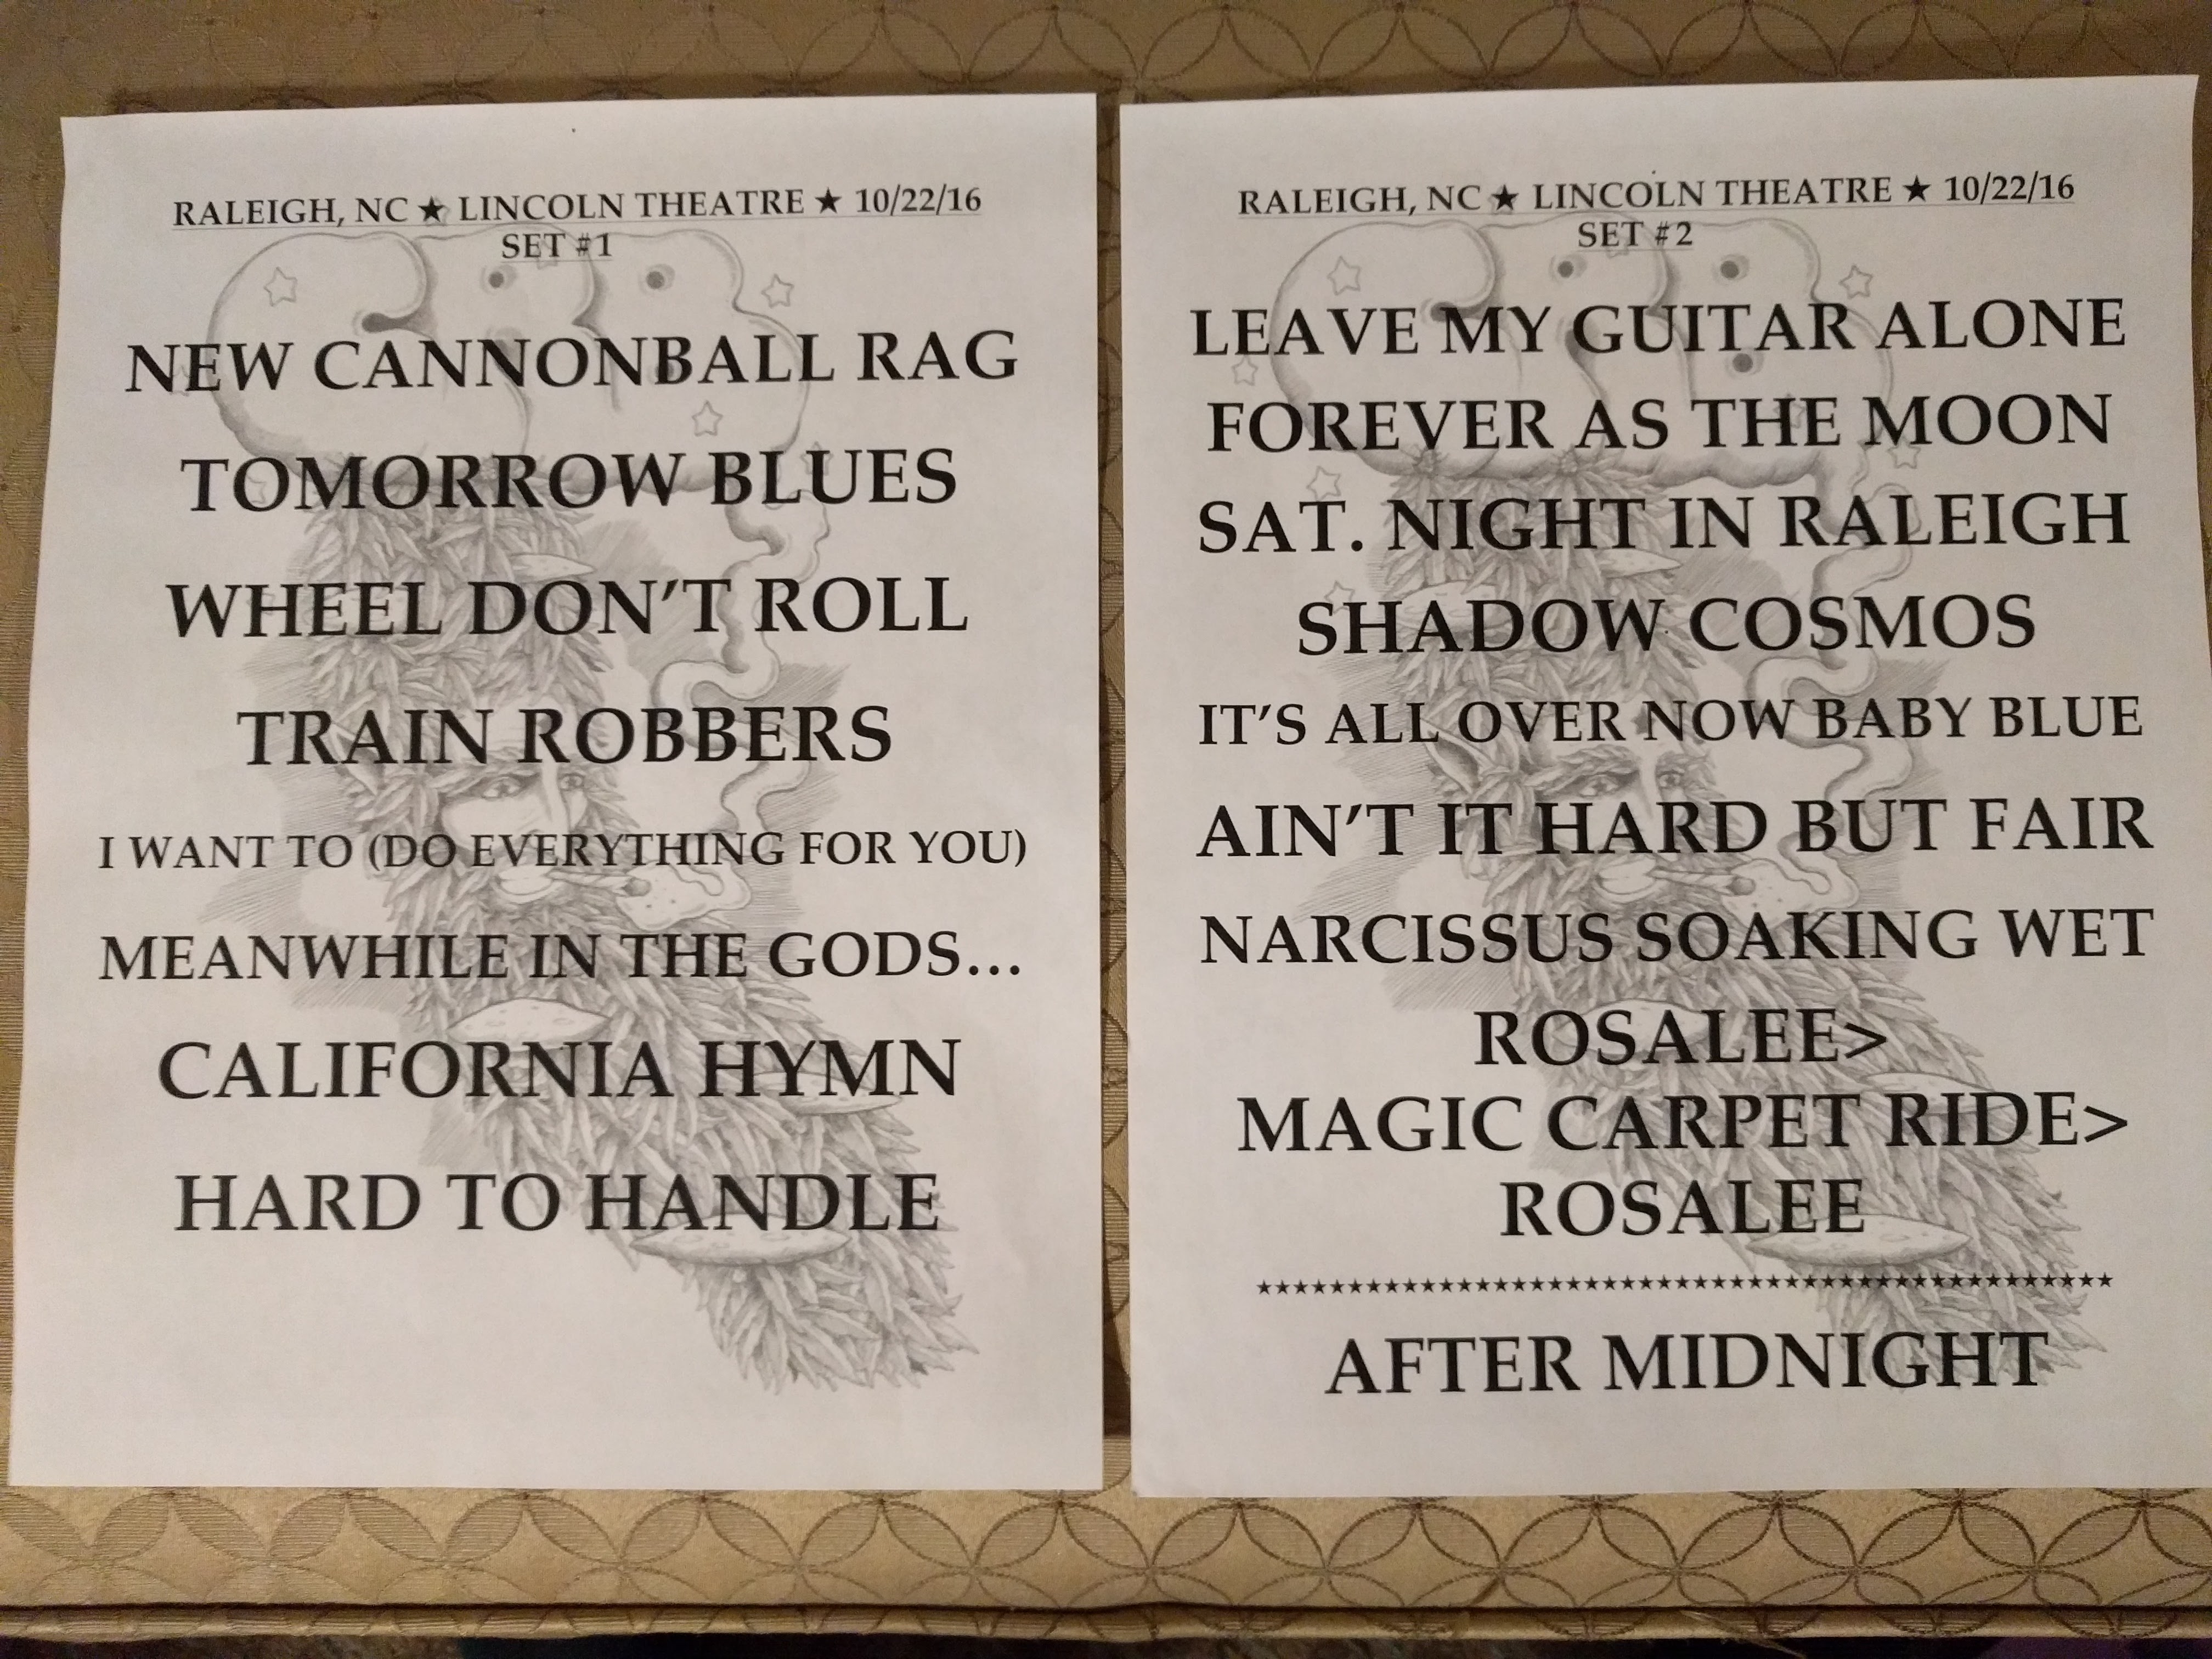 RALEIGH, NC ★ LINCOLN THEATRE ★ 10/22/16
SET #1
NEW CANNONBALL RAG
TOMORROW BLUES
WHEEL DON'T ROLL
TRAIN ROBBERS
I WANT TO (DO EVERYTHING FOR YOU)
MEANWHILE IN THE GODS...
CALIFORNIA HYMN
HARD TO HANDLE
RALEIGH, NC ★ LINCOLN THEATRE ★ 10/22/16
SET #2
LEAVE MY GUITAR ALONE
FOREVER AS THE MOON
SAT. NIGHT IN RALEIGH
SHADOW COSMOS
IT'S ALL OVER NOW BABY BLUE
AIN'T IT HARD BUT FAIR
NARCISSUS SOAKING WET
ROSALEE>
MAGIC CARPET RIDE>
ROSALEE
AFTER MIDNIGHT